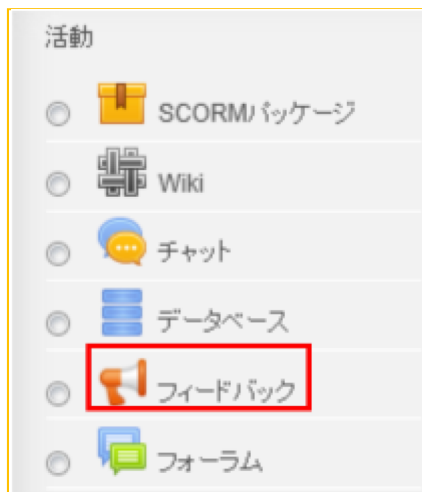 活動
SCORMパッケージ
Wiki
チャット
データベース
フィードバック
フォーラム